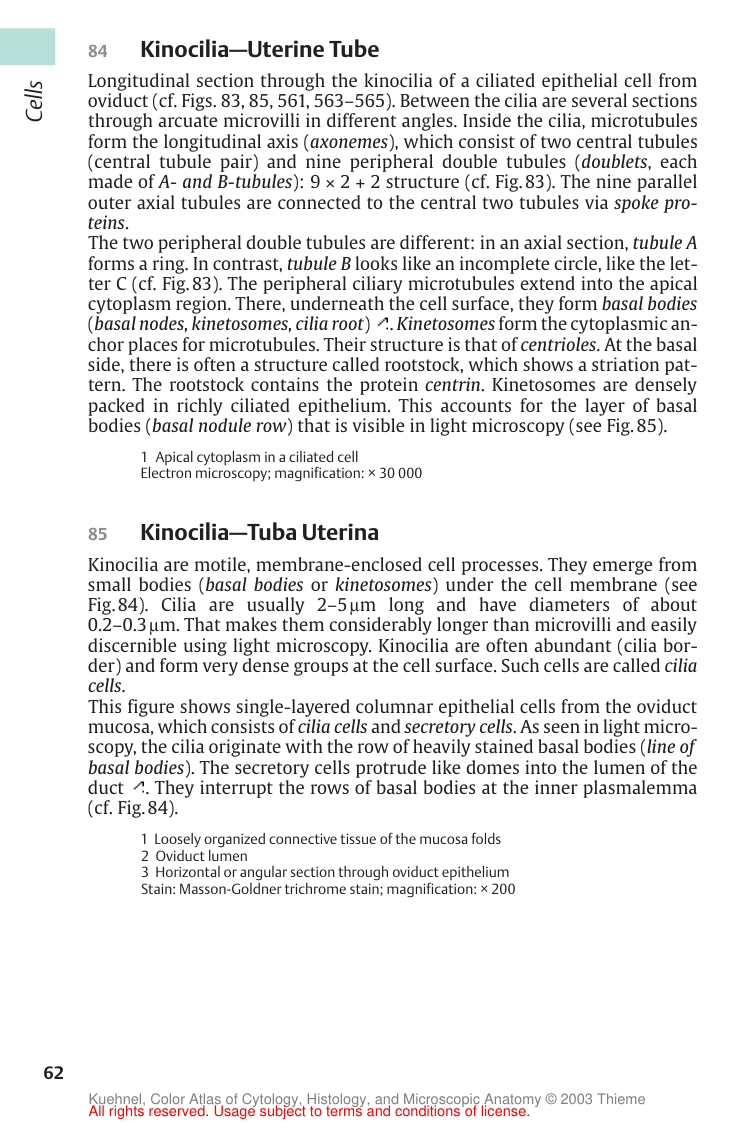 Cells
84 Kinocilia—Uterine Tube
Longitudinal section through the kinocilia of a ciliated epithelial cell from
oviduct (cf. Figs. 83, 85, 561, 563–565). Between the cilia are several sections
through arcuate microvilli in different angles. Inside the cilia, microtubules
form the longitudinal axis (axonemes), which consist of two central tubules
(central tubule pair) and nine peripheral double tubules (doublets, each
made of A- and B-tubules): 9 × 2 + 2 structure (cf. Fig. 83). The nine parallel
outer axial tubules are connected to the central two tubules via spoke pro-
teins.
The two peripheral double tubules are different: in an axial section, tubule A
forms a ring. In contrast, tubule B looks like an incomplete circle, like the let-
ter C (cf. Fig. 83). The peripheral ciliary microtubules extend into the apical
cytoplasm region. There, underneath the cell surface, they form basal bodies
(basal nodes, kinetosomes, cilia root) ↗. Kinetosomes form the cytoplasmic an-
chor places for microtubules. Their structure is that of centrioles. At the basal
side, there is often a structure called rootstock, which shows a striation pat-
tern. The rootstock contains the protein centrin. Kinetosomes are densely
packed in richly ciliated epithelium. This accounts for the layer of basal
bodies (basal nodule row) that is visible in light microscopy (see Fig. 85).
1 Apical cytoplasm in a ciliated cell
Electron microscopy; magnification: × 30 000
85 Kinocilia—Tuba Uterina
Kinocilia are motile, membrane-enclosed cell processes. They emerge from
small bodies (basal bodies or kinetosomes) under the cell membrane (see
Fig. 84). Cilia are usually 2–5 µm long and have diameters of about
0.2–0.3 µm. That makes them considerably longer than microvilli and easily
discernible using light microscopy. Kinocilia are often abundant (cilia bor-
der) and form very dense groups at the cell surface. Such cells are called cilia
cells.
This figure shows single-layered columnar epithelial cells from the oviduct
mucosa, which consists of cilia cells and secretory cells. As seen in light micro-
scopy, the cilia originate with the row of heavily stained basal bodies (line of
basal bodies). The secretory cells protrude like domes into the lumen of the
duct ↗. They interrupt the rows of basal bodies at the inner plasmalemma
(cf. Fig. 84).
1 Loosely organized connective tissue of the mucosa folds
2 Oviduct lumen
3 Horizontal or angular section through oviduct epithelium
Stain: Masson-Goldner trichrome stain; magnification: × 200
62
Kuehnel, Color Atlas of Cytology, Histology, and Microscopic Anatomy © 2003 Thieme
All rights reserved. Usage subject to terms and conditions of license.